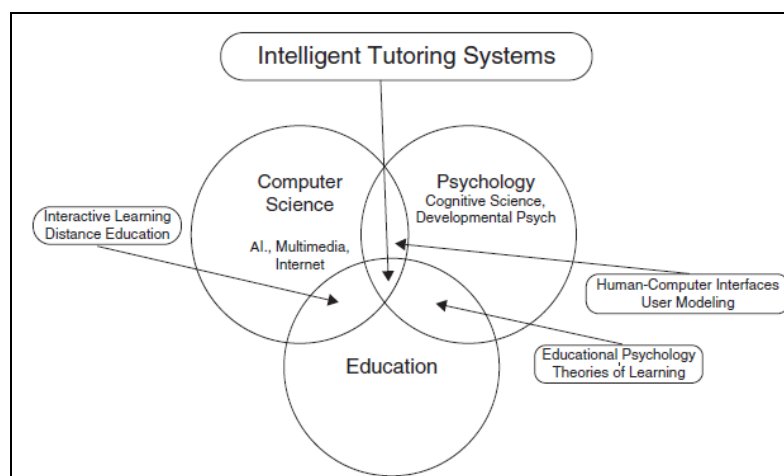 Intelligent Tutoring Systems
Computer
Science
AI., Multimedia,
Internet
Psychology
Cognitive Science,
Developmental Psych
Interactive Learning
Distance Education
Human-Computer Interfaces
User Modeling
Educational Psychology
Theories of Learning
Education